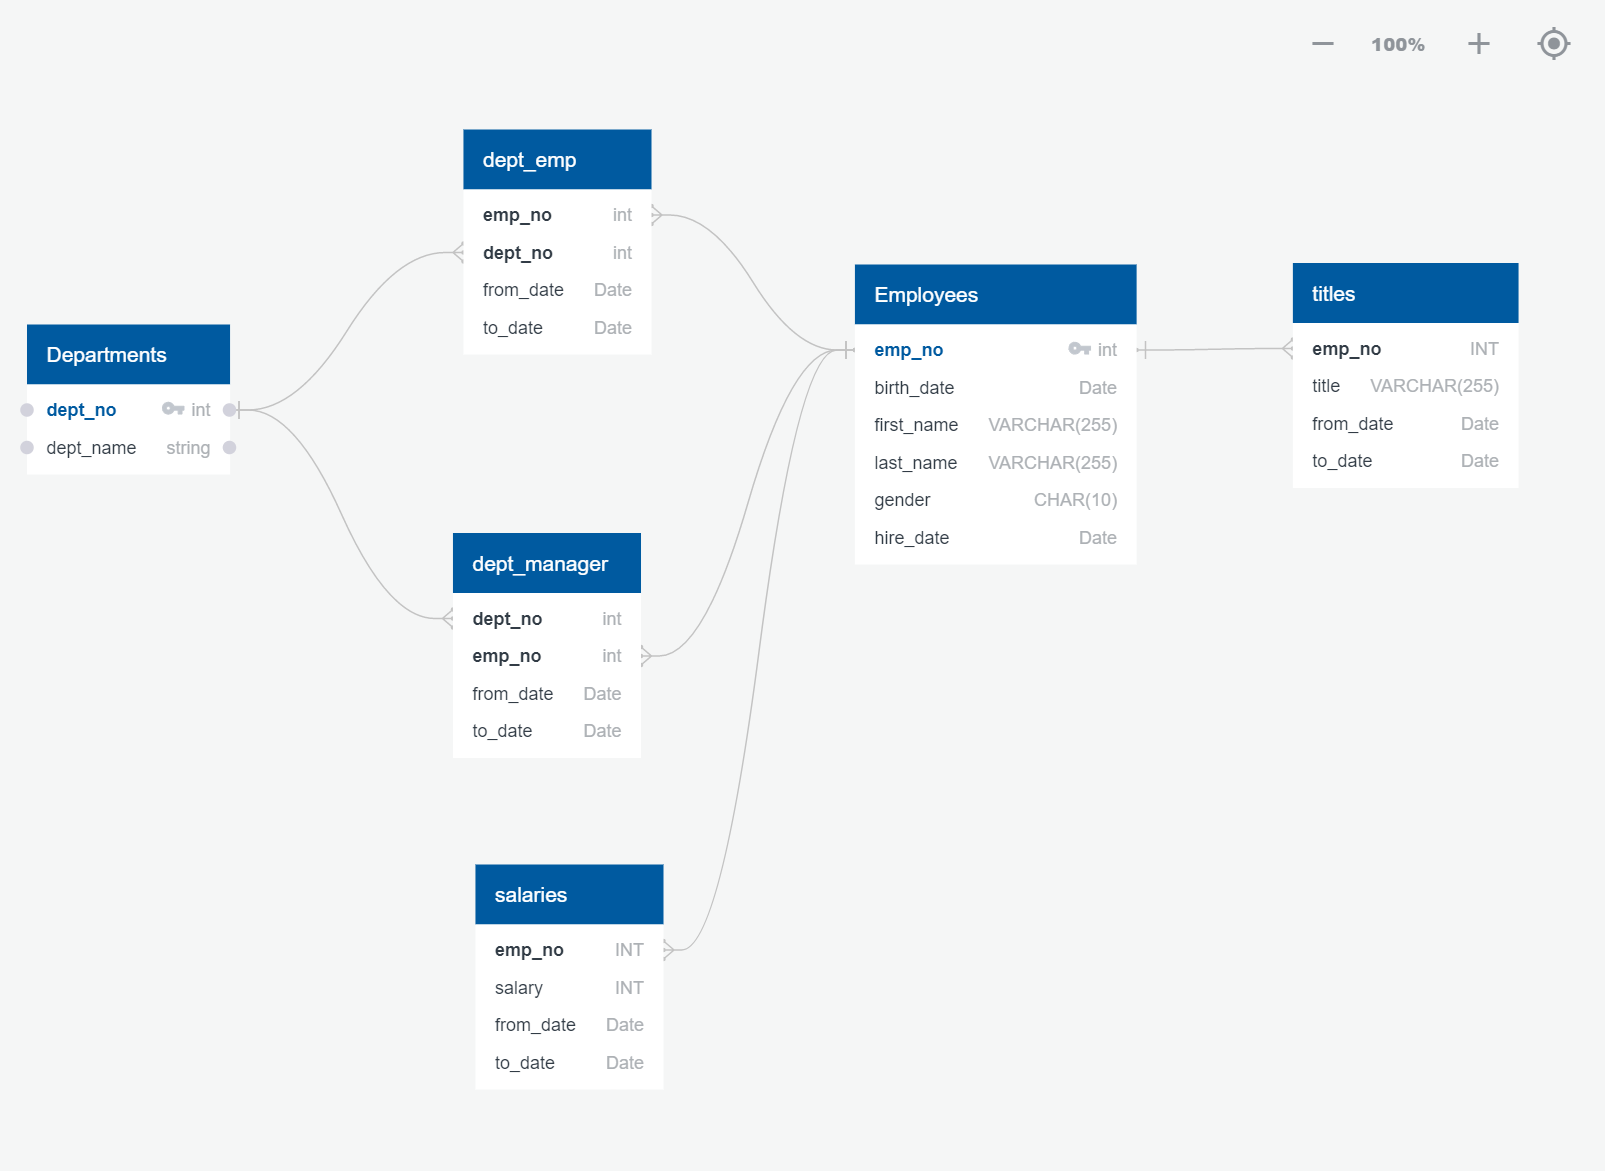 100%
dept_emp
emp_no int
dept_no int
from_date Date
to_date Date
Departments
dept_no int
dept_name string
dept_manager
dept_no int
emp_no int
from_date Date
to_date Date
salaries
emp_no INT
salary INT
from_date Date
to_date Date
Employees
emp_no int
birth_date Date
first_name VARCHAR(255)
last_name VARCHAR(255)
gender CHAR(10)
hire_date Date
titles
emp_no INT
title VARCHAR(255)
from_date Date
to_date Date